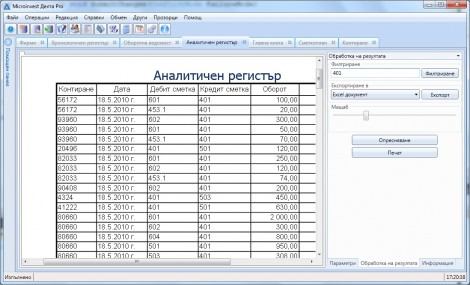 Microinvest Делта Pro
Файл Операции Редакция Справки Обмен Други Прозорци Помощ
Фирми Хронологичен регистър Оборотна ведомост Аналитичен регистър Главна книга Сметкоплан Контиране
Помощен панел
Аналитичен регистър
Контиране Дата Дебит сметка Кредит сметка Оборот
56172 18.5.2010 г. 601 401 100,00
56172 18.5.2010 г. 453.1 401 20,00
93960 18.5.2010 г. 602 401 300,00
93960 18.5.2010 г. 601 401 50,00
93960 18.5.2010 г. 453.1 401 70,00
20496 18.5.2010 г. 401 501 120,00
82033 18.5.2010 г. 601 401 250,00
82033 18.5.2010 г. 602 401 120,00
82033 18.5.2010 г. 453.1 401 74,00
90408 18.5.2010 г. 602 401 200,00
4324 18.5.2010 г. 401 503 450,00
41222 18.5.2010 г. 401 501 630,00
80660 18.5.2010 г. 601 401 2 000,00
80660 18.5.2010 г. 602 401 300,00
80660 18.5.2010 г. 604 401 800,00
80660 18.5.2010 г. 501 401 950,00
80660 18.5.2010 г. 503 401 308,00
Обработка на резултата
Филтриране
401 Филтриране
Експортиране в
Excel документ Експорт
Мащаб
Опресняване
Печат
Параметри Обработка на резултата Информация
Изпълнено 17:20:08